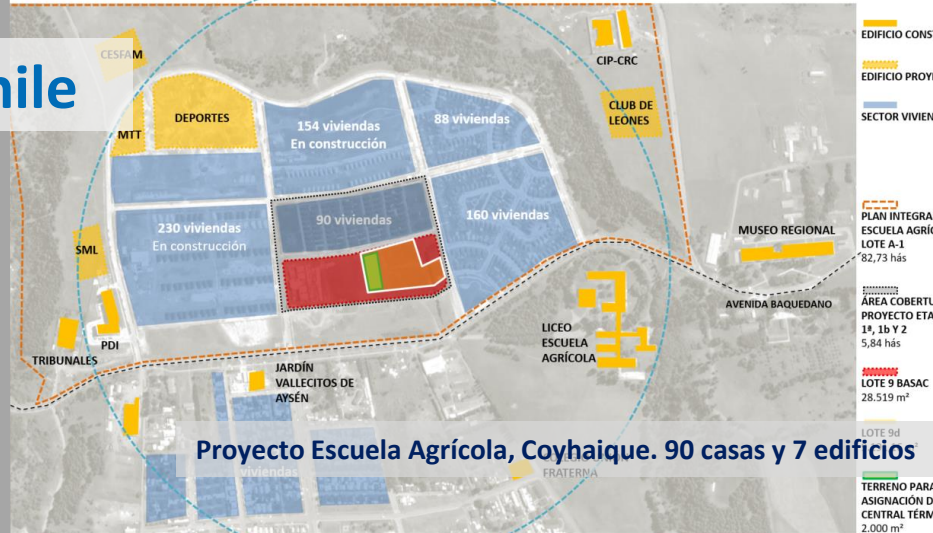 hile
CESFAM
MTT
DEPORTES
154 viviendas
En construcción
88 viviendas
CIP-CRC
CLUB DE
LEONES
90 viviendas
160 viviendas
230 viviendas
En construcción
SML
PDI
TRIBUNALES
MUSEO REGIONAL
AVENIDA BAQUEDANO
LICEO
ESCUELA
AGRÍCOLA
JARDÍN
VALLECITOS DE
AYSÉN
Proyecto Escuela Agrícola, Coyhaique. 90 casas y 7 edificios
viviendas
FRATERNA
EDIFICIO CONST
EDIFICIO PROYE
SECTOR VIVIEN
PLAN INTEGRA
ESCUELA AGRÍC
LOTE A-1
82,73 hás
ÁREA COBERTU
PROYECTO ETA
1ª, 1b Y 2
5,84 hás
LOTE 9 BASAC
28.519 m²
LOTE 9d
TERRENO PARA
ASIGNACIÓN D
CENTRAL TÉRM
2.000 m²